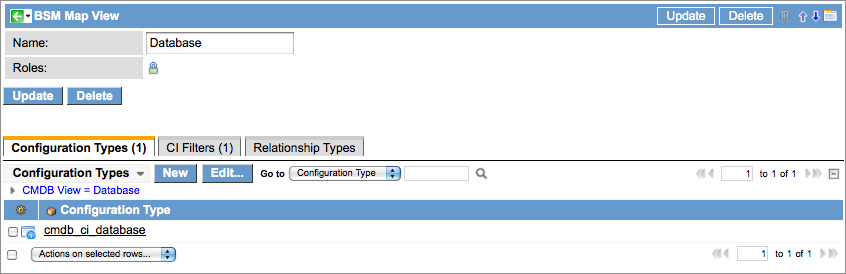 BSM Map View Update Delete
Name: Database
Roles:
Update Delete
Configuration Types (1) CI Filters (1) Relationship Types
Configuration Types New Edit... Go to Configuration Type 1 to 1 of 1
CMDB View = Database
Configuration Type
cmdb_ci_database
Actions on selected rows... 1 to 1 of 1